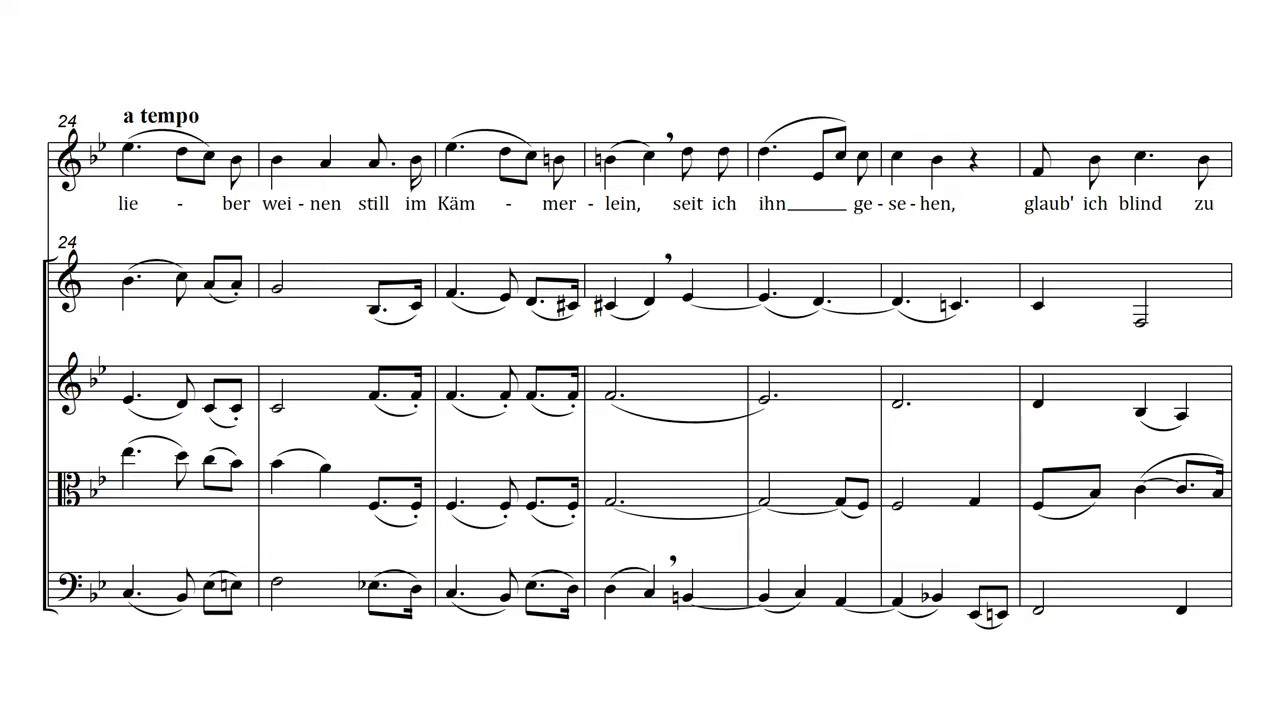 24
a tempo
lie - ber wei - nen still im Käm - mer - lein, seit ich ihn____ ge - se - hen, glaub' ich blind zu
24